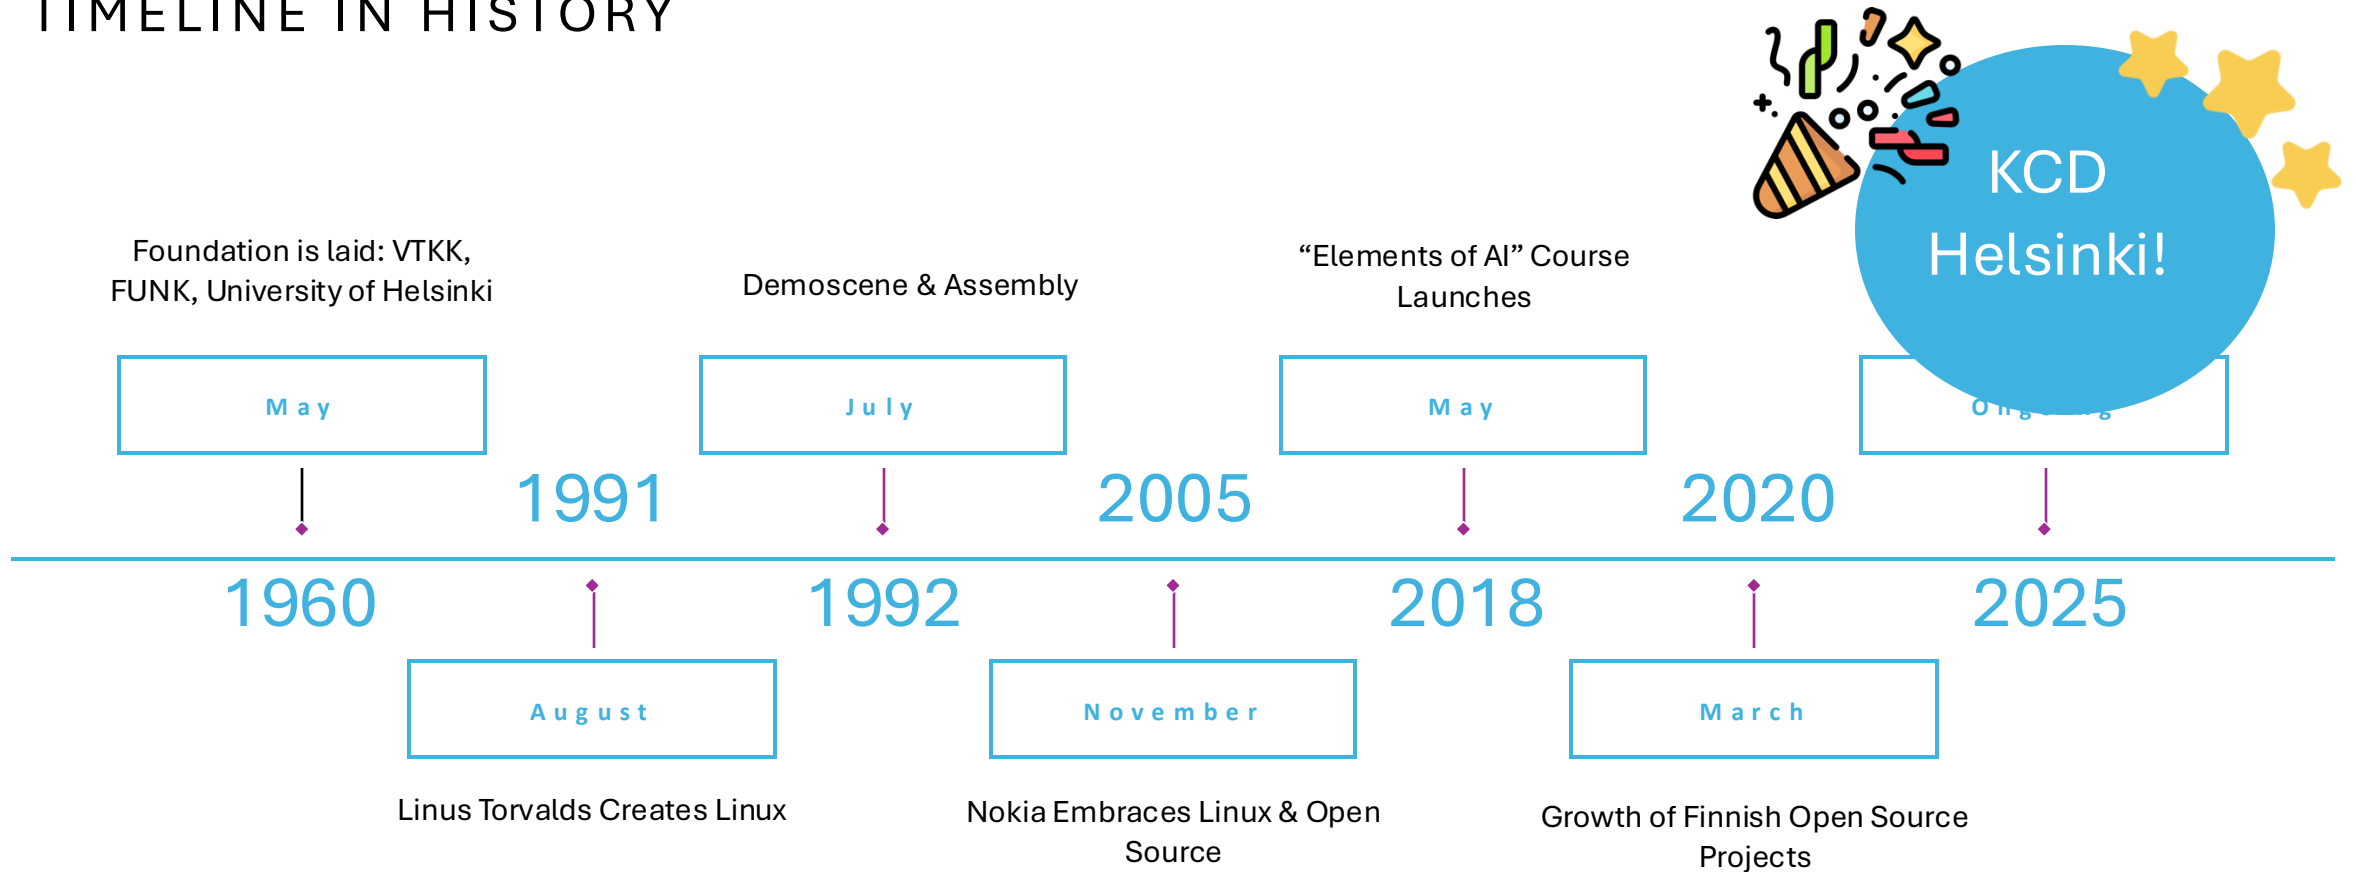 TIMELINE IN HISTORY
KCD
Helsinki!
Foundation is laid: VTKK,
FUNK, University of Helsinki
Demoscene & Assembly
“Elements of AI” Course
Launches
May
July
May
Ongoing
1991
2005
2020
1960
1992
2018
2025
August
November
March
Linus Torvalds Creates Linux
Nokia Embraces Linux & Open
Source
Growth of Finnish Open Source
Projects